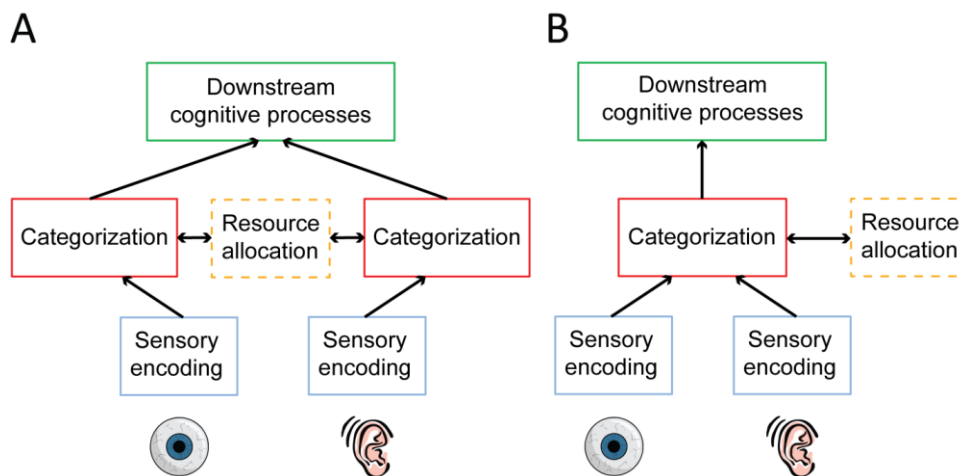 A
Downstream
cognitive processes
Categorization
Resource
allocation
Categorization
Sensory
encoding
Sensory
encoding
B
Downstream
cognitive processes
Categorization
Resource
allocation
Sensory
encoding
Sensory
encoding